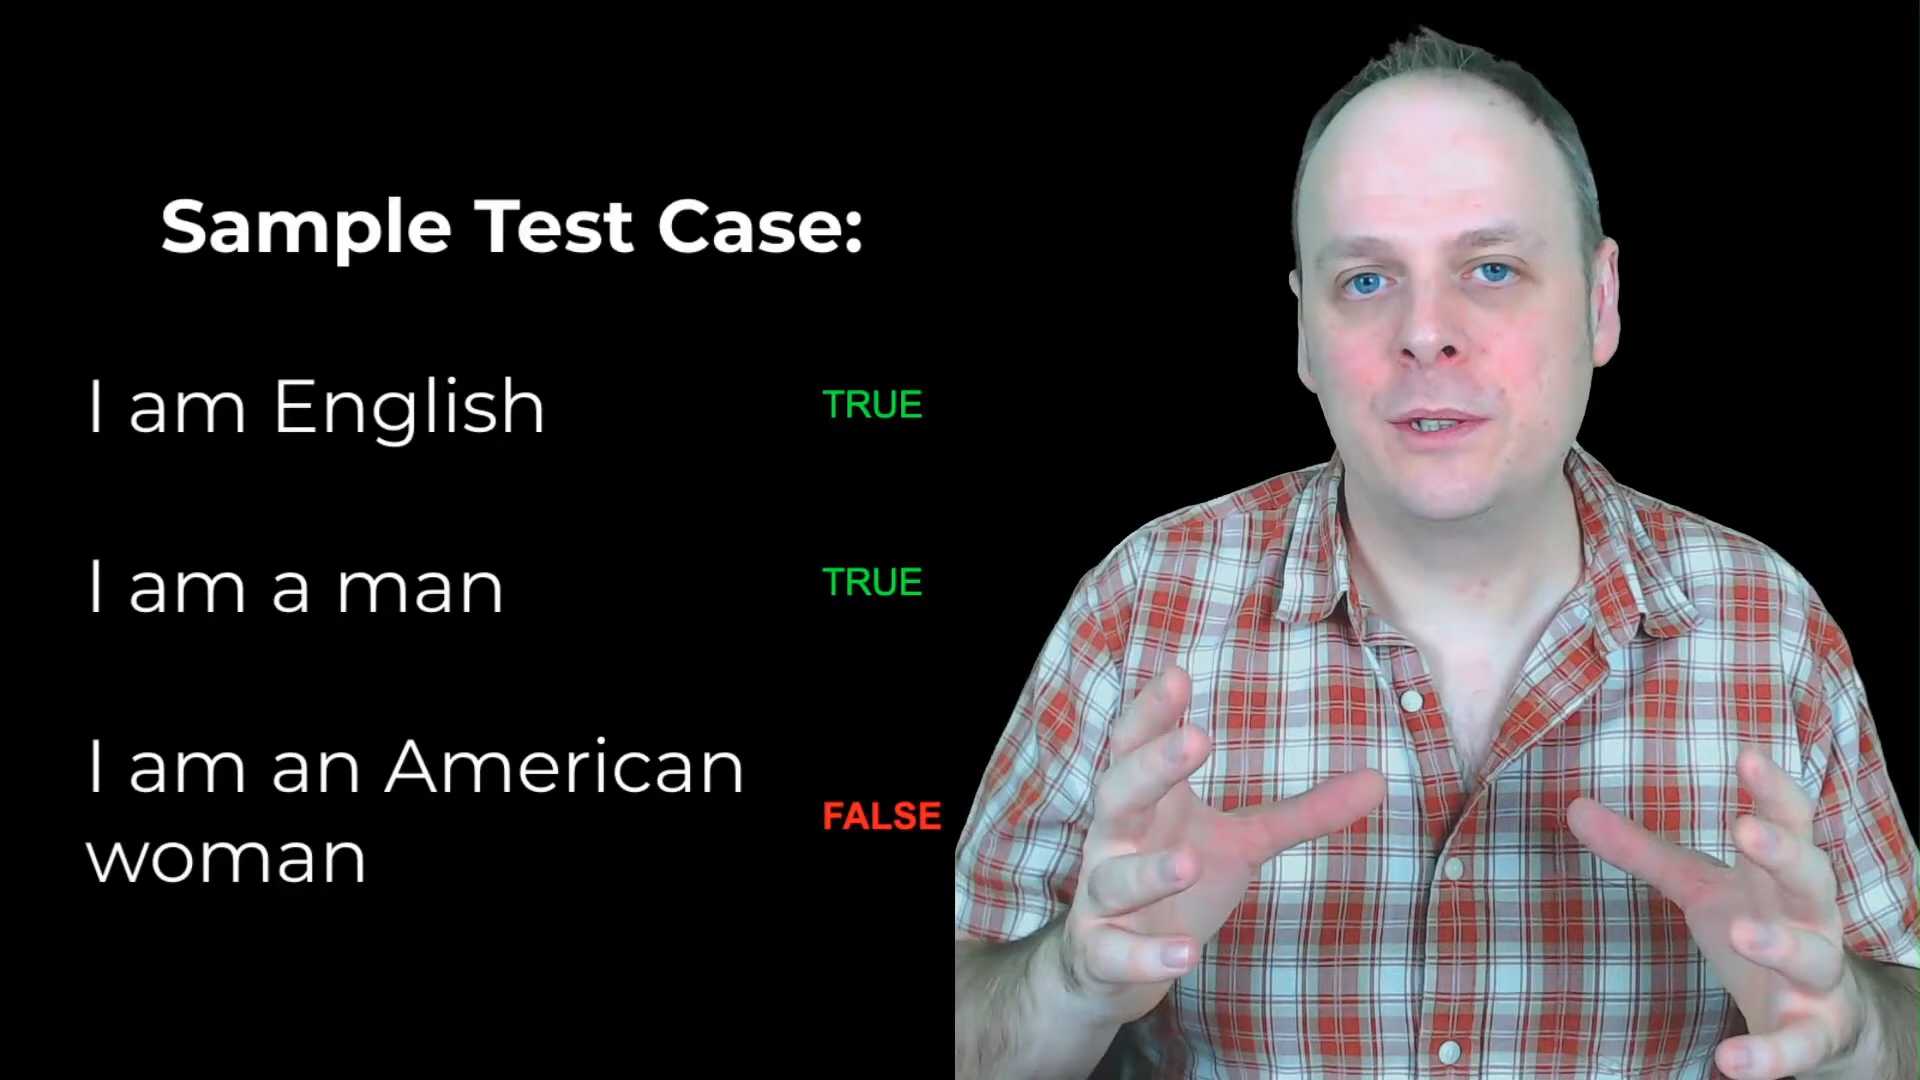 Sample Test Case:
I am English
TRUE
I am a man
TRUE
I am an American
woman
FALSE